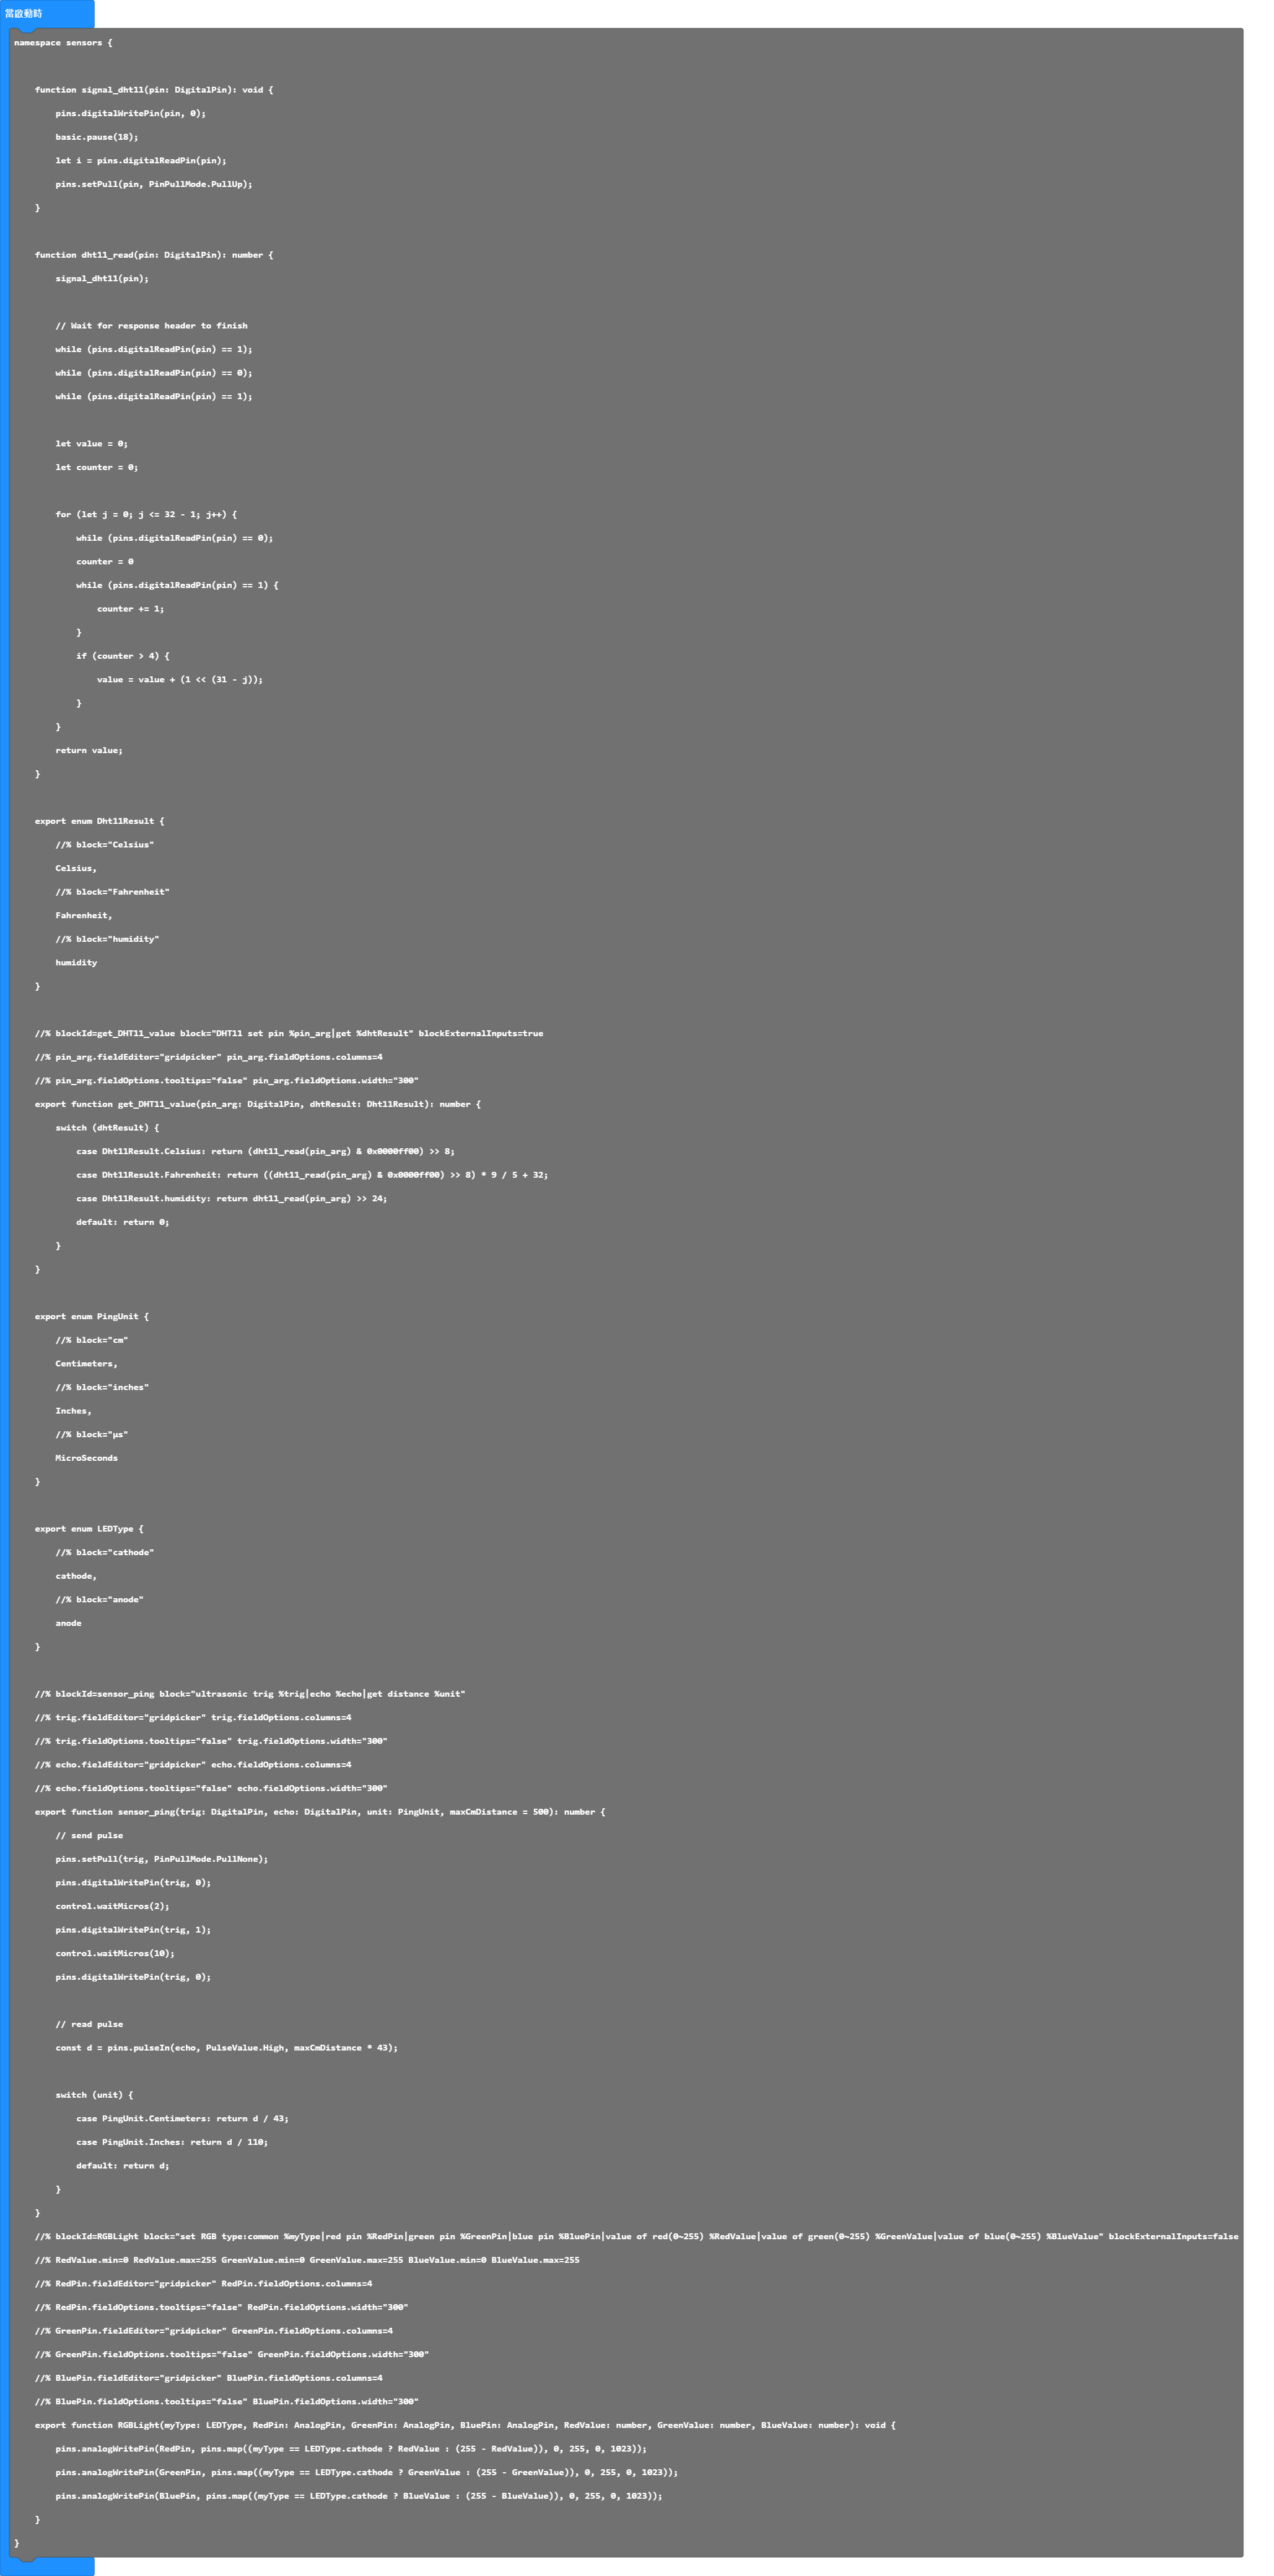 當啟動時
namespace sensors {
function signal_dht11(pin: DigitalPin): void {
pins.digitalWritePin(pin, 0);
basic.pause(18);
let i = pins.digitalReadPin(pin);
pins.setPull(pin, PinPullMode.PullUp);
}
function dht11_read(pin: DigitalPin): number {
signal_dht11(pin);
// Wait for response header to finish
while (pins.digitalReadPin(pin) == 1);
while (pins.digitalReadPin(pin) == 0);
while (pins.digitalReadPin(pin) == 1);
let value = 0;
let counter = 0;
for (let j = 0; j <= 32 - 1; j++) {
while (pins.digitalReadPin(pin) == 0);
counter = 0
while (pins.digitalReadPin(pin) == 1) {
counter += 1;
}
if (counter > 4) {
value = value + (1 << (31 - j));
}
}
return value;
}
export enum Dht11Result {
//% block="Celsius"
Celsius,
//% block="Fahrenheit"
Fahrenheit,
//% block="humidity"
humidity
}
//% blockId=get_DHT11_value block="DHT11 set pin %pin_arg|get %dhtResult" blockExternalInputs=true
//% pin_arg.fieldEditor="gridpicker" pin_arg.fieldOptions.columns=4
//% pin_arg.fieldOptions.tooltips="false" pin_arg.fieldOptions.width="300"
export function get_DHT11_value(pin_arg: DigitalPin, dhtResult: Dht11Result): number {
switch (dhtResult) {
case Dht11Result.Celsius: return (dht11_read(pin_arg) & 0x0000ff00) >> 8;
case Dht11Result.Fahrenheit: return ((dht11_read(pin_arg) & 0x0000ff00) >> 8) * 9 / 5 + 32;
case Dht11Result.humidity: return dht11_read(pin_arg) >> 24;
default: return 0;
}
}
export enum PingUnit {
//% block="cm"
Centimeters,
//% block="inches"
Inches,
//% block="μs"
MicroSeconds
}
export enum LEDType {
//% block="cathode"
cathode,
//% block="anode"
anode
}
//% blockId=sensor_ping block="ultrasonic trig %trig|echo %echo|get distance %unit"
//% trig.fieldEditor="gridpicker" trig.fieldOptions.columns=4
//% trig.fieldOptions.tooltips="false" trig.fieldOptions.width="300"
//% echo.fieldEditor="gridpicker" echo.fieldOptions.columns=4
//% echo.fieldOptions.tooltips="false" echo.fieldOptions.width="300"
export function sensor_ping(trig: DigitalPin, echo: DigitalPin, unit: PingUnit, maxCmDistance = 500): number {
// send pulse
pins.setPull(trig, PinPullMode.PullNone);
pins.digitalWritePin(trig, 0);
control.waitMicros(2);
pins.digitalWritePin(trig, 1);
control.waitMicros(10);
pins.digitalWritePin(trig, 0);
// read pulse
const d = pins.pulseIn(echo, PulseValue.High, maxCmDistance * 43);
switch (unit) {
case PingUnit.Centimeters: return d / 43;
case PingUnit.Inches: return d / 110;
default: return d;
}
}
//% blockId=RGBLight block="set RGB type:common %myType|red pin %RedPin|green pin %GreenPin|blue pin %BluePin|value of red(0~255) %RedValue|value of green(0~255) %GreenValue|value of blue(0~255) %BlueValue" blockExternalInputs=false
//% RedValue.min=0 RedValue.max=255 GreenValue.min=0 GreenValue.max=255 BlueValue.min=0 BlueValue.max=255
//% RedPin.fieldEditor="gridpicker" RedPin.fieldOptions.columns=4
//% RedPin.fieldOptions.tooltips="false" RedPin.fieldOptions.width="300"
//% GreenPin.fieldEditor="gridpicker" GreenPin.fieldOptions.columns=4
//% GreenPin.fieldOptions.tooltips="false" GreenPin.fieldOptions.width="300"
//% BluePin.fieldEditor="gridpicker" BluePin.fieldOptions.columns=4
//% BluePin.fieldOptions.tooltips="false" BluePin.fieldOptions.width="300"
export function RGBLight(myType: LEDType, RedPin: AnalogPin, GreenPin: AnalogPin, BluePin: AnalogPin, RedValue: number, GreenValue: number, BlueValue: number): void {
pins.analogWritePin(RedPin, pins.map((myType == LEDType.cathode ? RedValue : (255 - RedValue)), 0, 255, 0, 1023));
pins.analogWritePin(GreenPin, pins.map((myType == LEDType.cathode ? GreenValue : (255 - GreenValue)), 0, 255, 0, 1023));
pins.analogWritePin(BluePin, pins.map((myType == LEDType.cathode ? BlueValue : (255 - BlueValue)), 0, 255, 0, 1023));
}
}